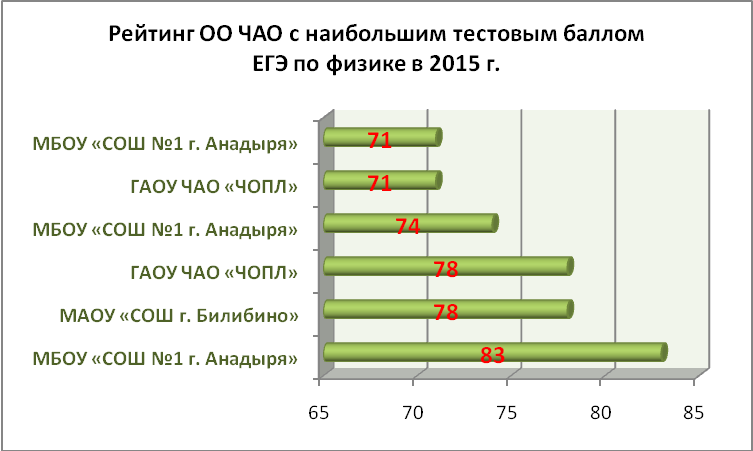 Рейтинг ОО ЧАО с наибольшим тестовым баллом
ЕГЭ по физике в 2015 г.
МБОУ «СОШ №1 г. Анадыря» 71
ГАОУ ЧАО «ЧОПЛ» 71
МБОУ «СОШ №1 г. Анадыря» 74
ГАОУ ЧАО «ЧОПЛ» 78
МАОУ «СОШ г. Билибино» 78
МБОУ «СОШ №1 г. Анадыря» 83
65 70 75 80 85